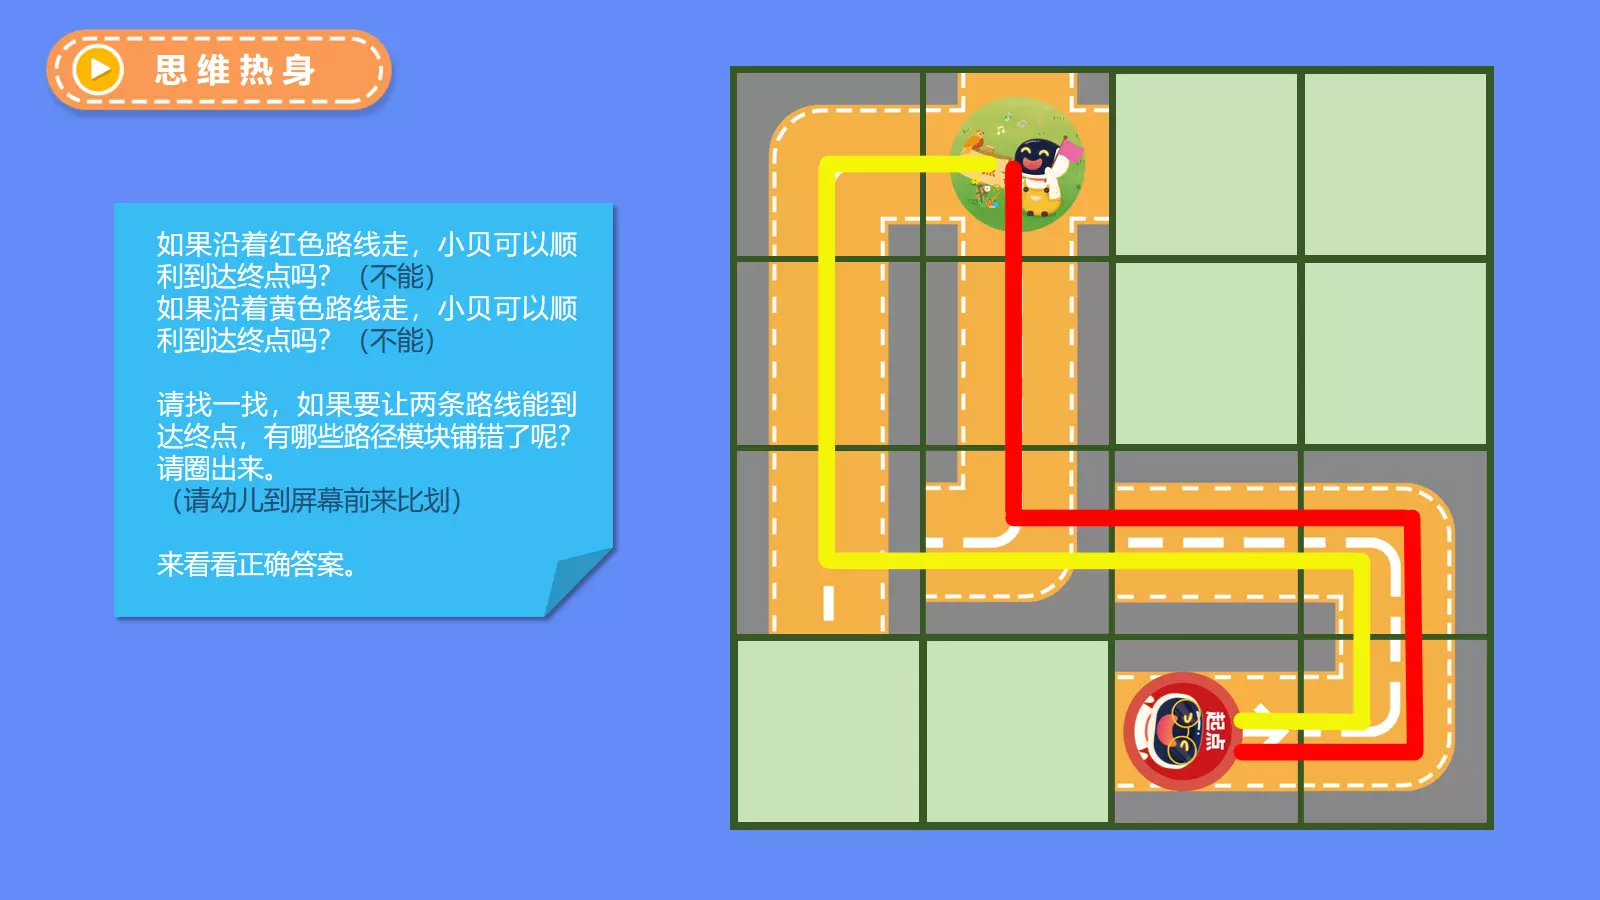 思维热身
如果沿着红色路线走，小贝可以顺
利到达终点吗？（不能）
如果沿着黄色路线走，小贝可以顺
利到达终点吗？（不能）
请找一找，如果要让两条路线能到
达终点，有哪些路径模块铺错了呢？
请圈出来。
（请幼儿到屏幕前来比划）
来看看正确答案。
起点